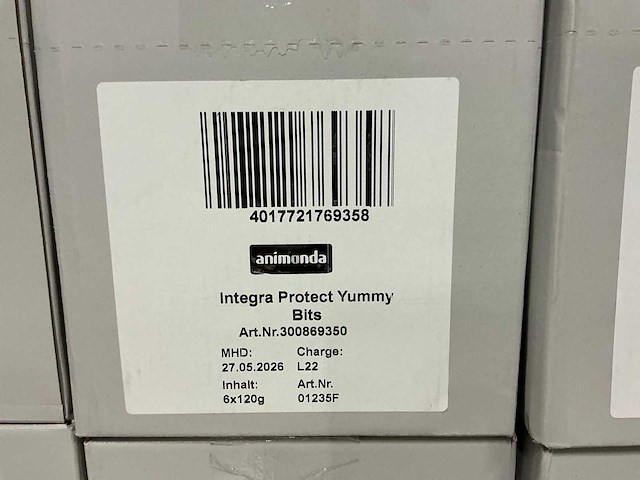 4017721769358
animonda
Integra Protect Yummy
Bits
Art.Nr.300869350
MHD: Charge:
27.05.2026 L22
Inhalt: Art.Nr.
6x120g 01235F